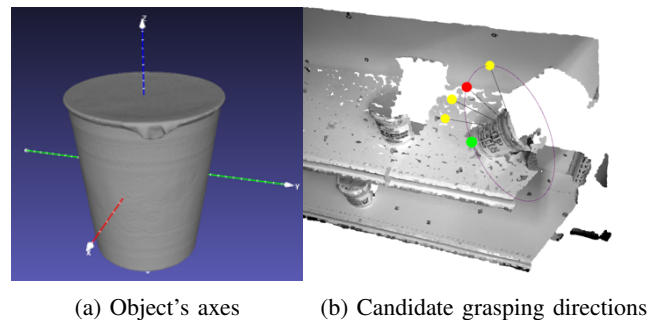 Z
Y
X
(a) Object's axes
(b) Candidate grasping directions